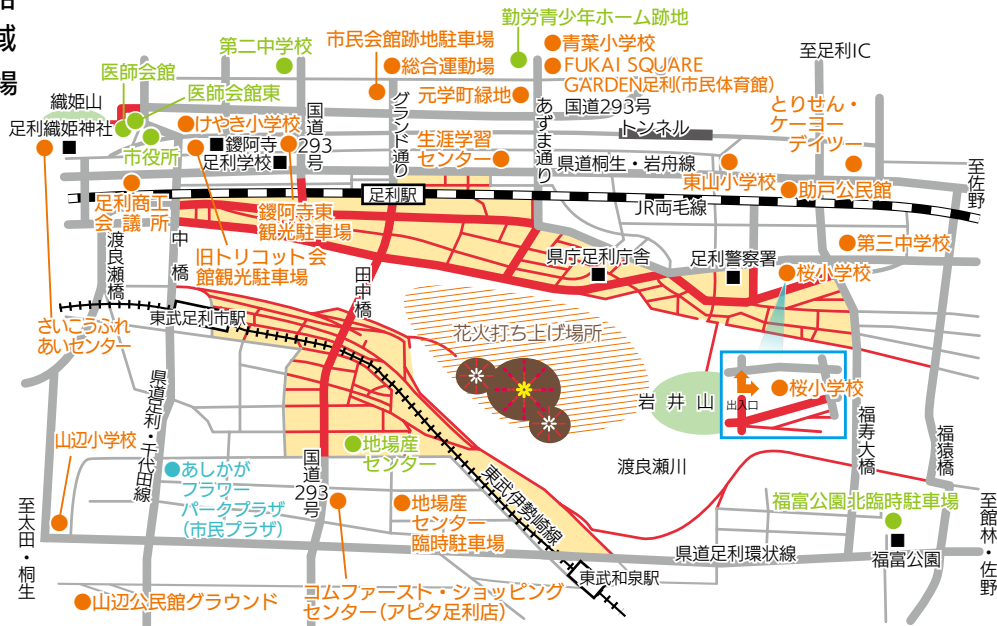 域
場
勤労青少年ホーム跡地
市民会館跡地駐車場
青葉小学校
第二中学校
総合運動場
FUKAI SQUARE
GARDEN足利(市民体育館)
至足利IC
医師会館
医師会館東
元学町緑地
国道293号
織姫山
国道
293
号
グランド通り
あずま通り
とりせん・
ケーヨー
デイツー
足利織姫神社
けやき小学校
鑁阿寺
足利学校
市役所
生涯学習
センター
トンネル
県道桐生・岩舟線
東山小学校
助戸公民館
至佐野
足利駅
JR両毛線
足利商工
会議所
鑁阿寺東
観光駐車場
旧トリコット会
館観光駐車場
渡良瀬橋
中橋
田中橋
県庁足利庁舎
足利警察署
第三中学校
桜小学校
さいこうふれ
あいセンター
東武足利市駅
花火打ち上げ場所
岩井山
出入口
桜小学校
県道足利・千代田線
福寿大橋
福猿橋
山辺小学校
あしかが
フラワー
パークプラザ
(市民プラザ)
国道
293
号
地場産
センター
地場産
センター
臨時駐車場
東武伊勢崎線
渡良瀬川
福富公園北臨時駐車場
福富公園
至太田・桐生
至館林・佐野
県道足利環状線
東武和泉駅
山辺公民館グラウンド
コムファースト・ショッピング
センター(アピタ足利店)